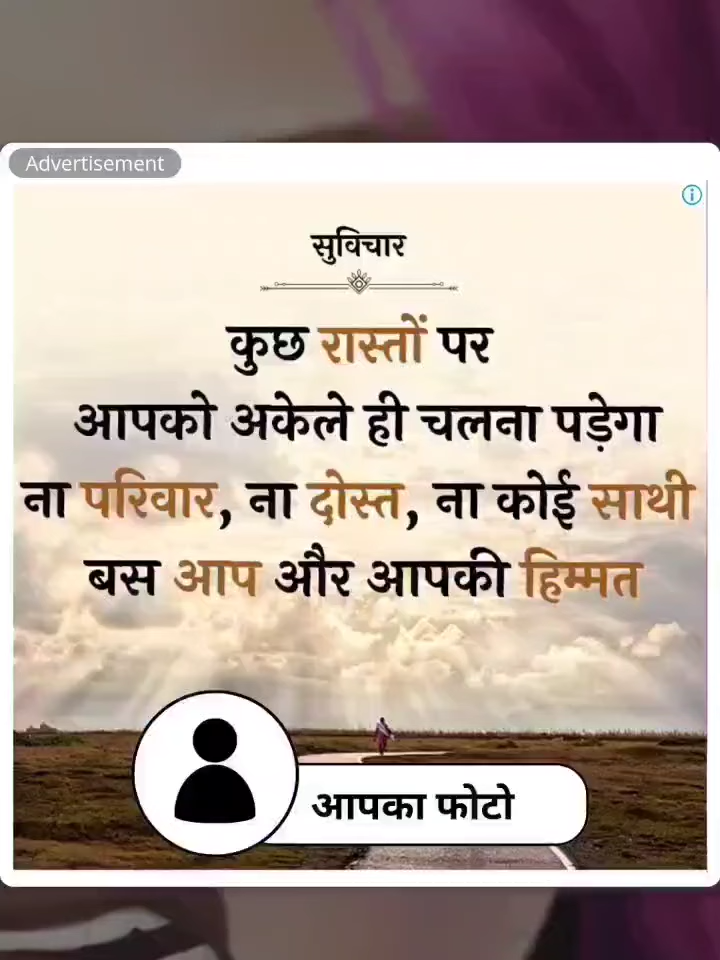 Advertisement
सुविचार
कुछ रास्तों पर
आपको अकेले ही चलना पड़ेगा
ना परिवार, ना दोस्त, ना कोई साथी
बस आप और आपकी हिम्मत
आपका फोटो